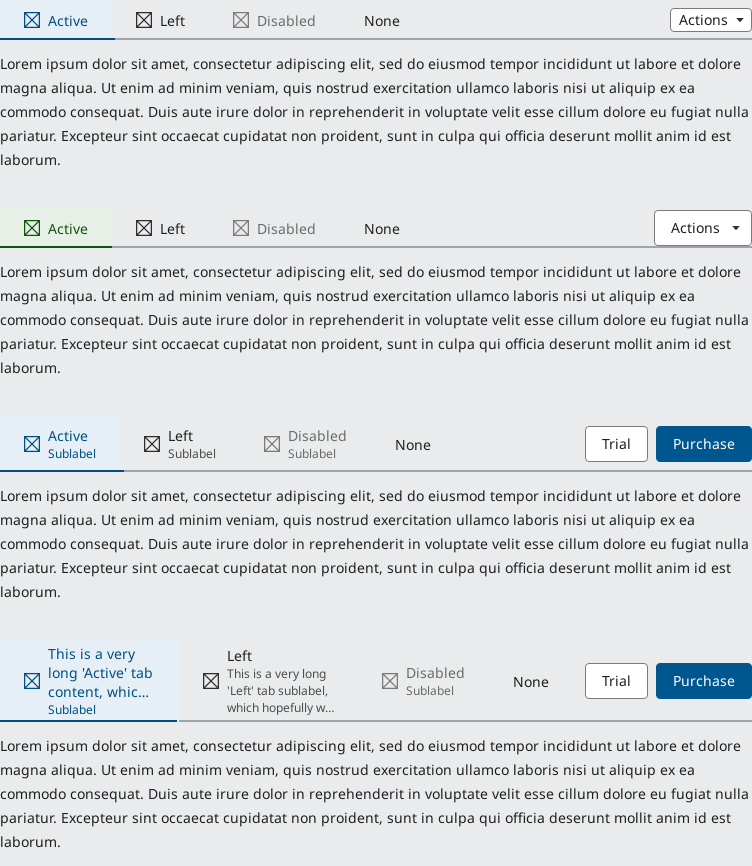 Active Left Disabled None Actions
Lorem ipsum dolor sit amet, consectetur adipiscing elit, sed do eiusmod tempor incididunt ut labore et dolore
magna aliqua. Ut enim ad minim veniam, quis nostrud exercitation ullamco laboris nisi ut aliquip ex ea
commodo consequat. Duis aute irure dolor in reprehenderit in voluptate velit esse cillum dolore eu fugiat nulla
pariatur. Excepteur sint occaecat cupidatat non proident, sunt in culpa qui officia deserunt mollit anim id est
laborum.
Active Left Disabled None Actions
Lorem ipsum dolor sit amet, consectetur adipiscing elit, sed do eiusmod tempor incididunt ut labore et dolore
magna aliqua. Ut enim ad minim veniam, quis nostrud exercitation ullamco laboris nisi ut aliquip ex ea
commodo consequat. Duis aute irure dolor in reprehenderit in voluptate velit esse cillum dolore eu fugiat nulla
pariatur. Excepteur sint occaecat cupidatat non proident, sunt in culpa qui officia deserunt mollit anim id est
laborum.
Active
Sublabel
Left
Sublabel
Disabled
Sublabel
None
Trial
Purchase
Lorem ipsum dolor sit amet, consectetur adipiscing elit, sed do eiusmod tempor incididunt ut labore et dolore
magna aliqua. Ut enim ad minim veniam, quis nostrud exercitation ullamco laboris nisi ut aliquip ex ea
commodo consequat. Duis aute irure dolor in reprehenderit in voluptate velit esse cillum dolore eu fugiat nulla
pariatur. Excepteur sint occaecat cupidatat non proident, sunt in culpa qui officia deserunt mollit anim id est
laborum.
This is a very
long 'Active' tab
content, whic...
Sublabel
Left
This is a very long
'Left' tab sublabel,
which hopefully w...
Disabled
Sublabel
None
Trial
Purchase
Lorem ipsum dolor sit amet, consectetur adipiscing elit, sed do eiusmod tempor incididunt ut labore et dolore
magna aliqua. Ut enim ad minim veniam, quis nostrud exercitation ullamco laboris nisi ut aliquip ex ea
commodo consequat. Duis aute irure dolor in reprehenderit in voluptate velit esse cillum dolore eu fugiat nulla
pariatur. Excepteur sint occaecat cupidatat non proident, sunt in culpa qui officia deserunt mollit anim id est
laborum.